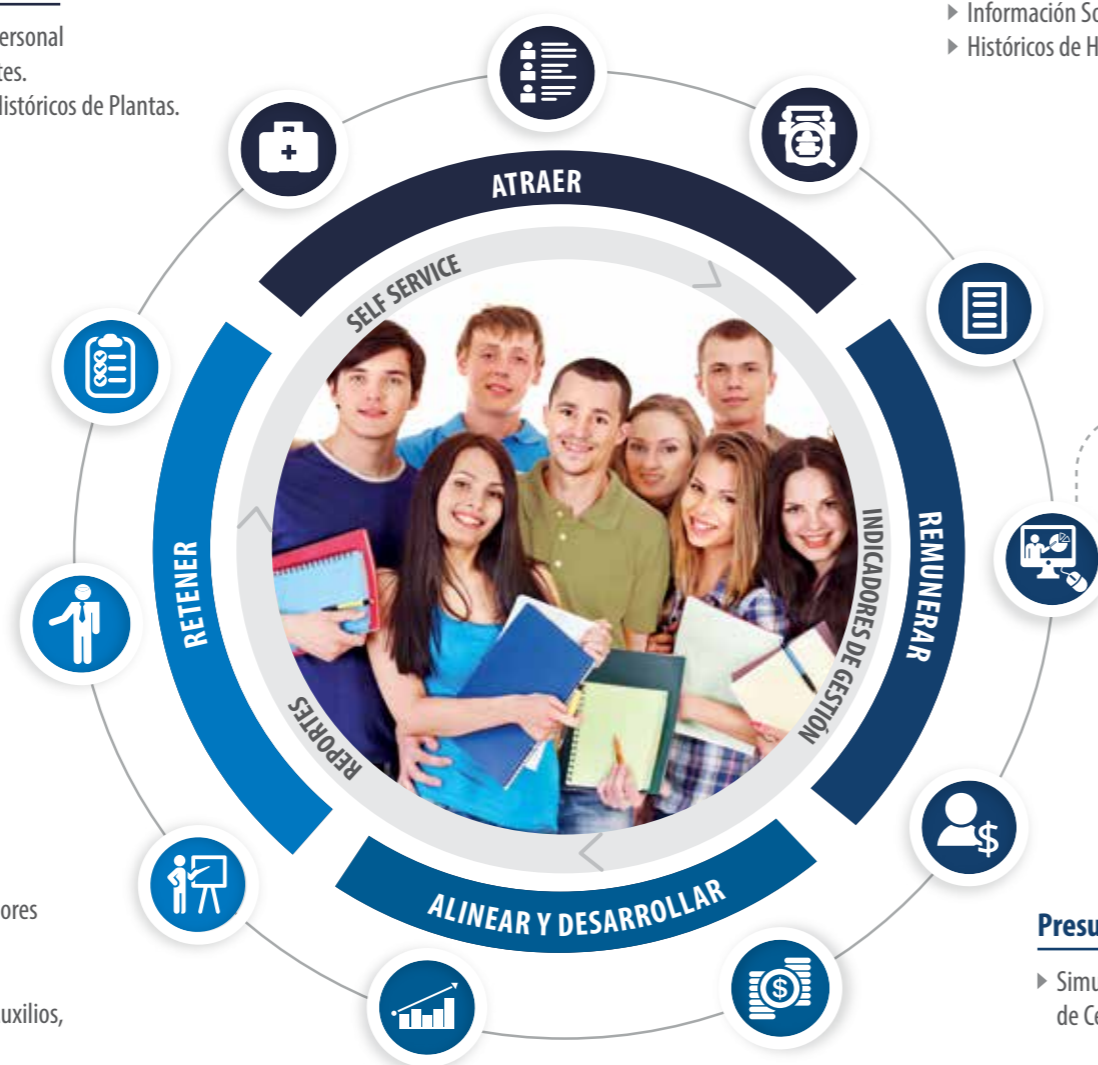 ersonal
tes.
Históricos de Plantas.
▶ Información So
▶ Históricos de H
ATRAER
SELF SERVICE
REMUNERAR
INDICADORES DE GESTIÓN
RETENER
REPORTES
ALINEAR Y DESARROLLAR
$
$
ores
uxilios,
Presu
▶ Simu
de Ce